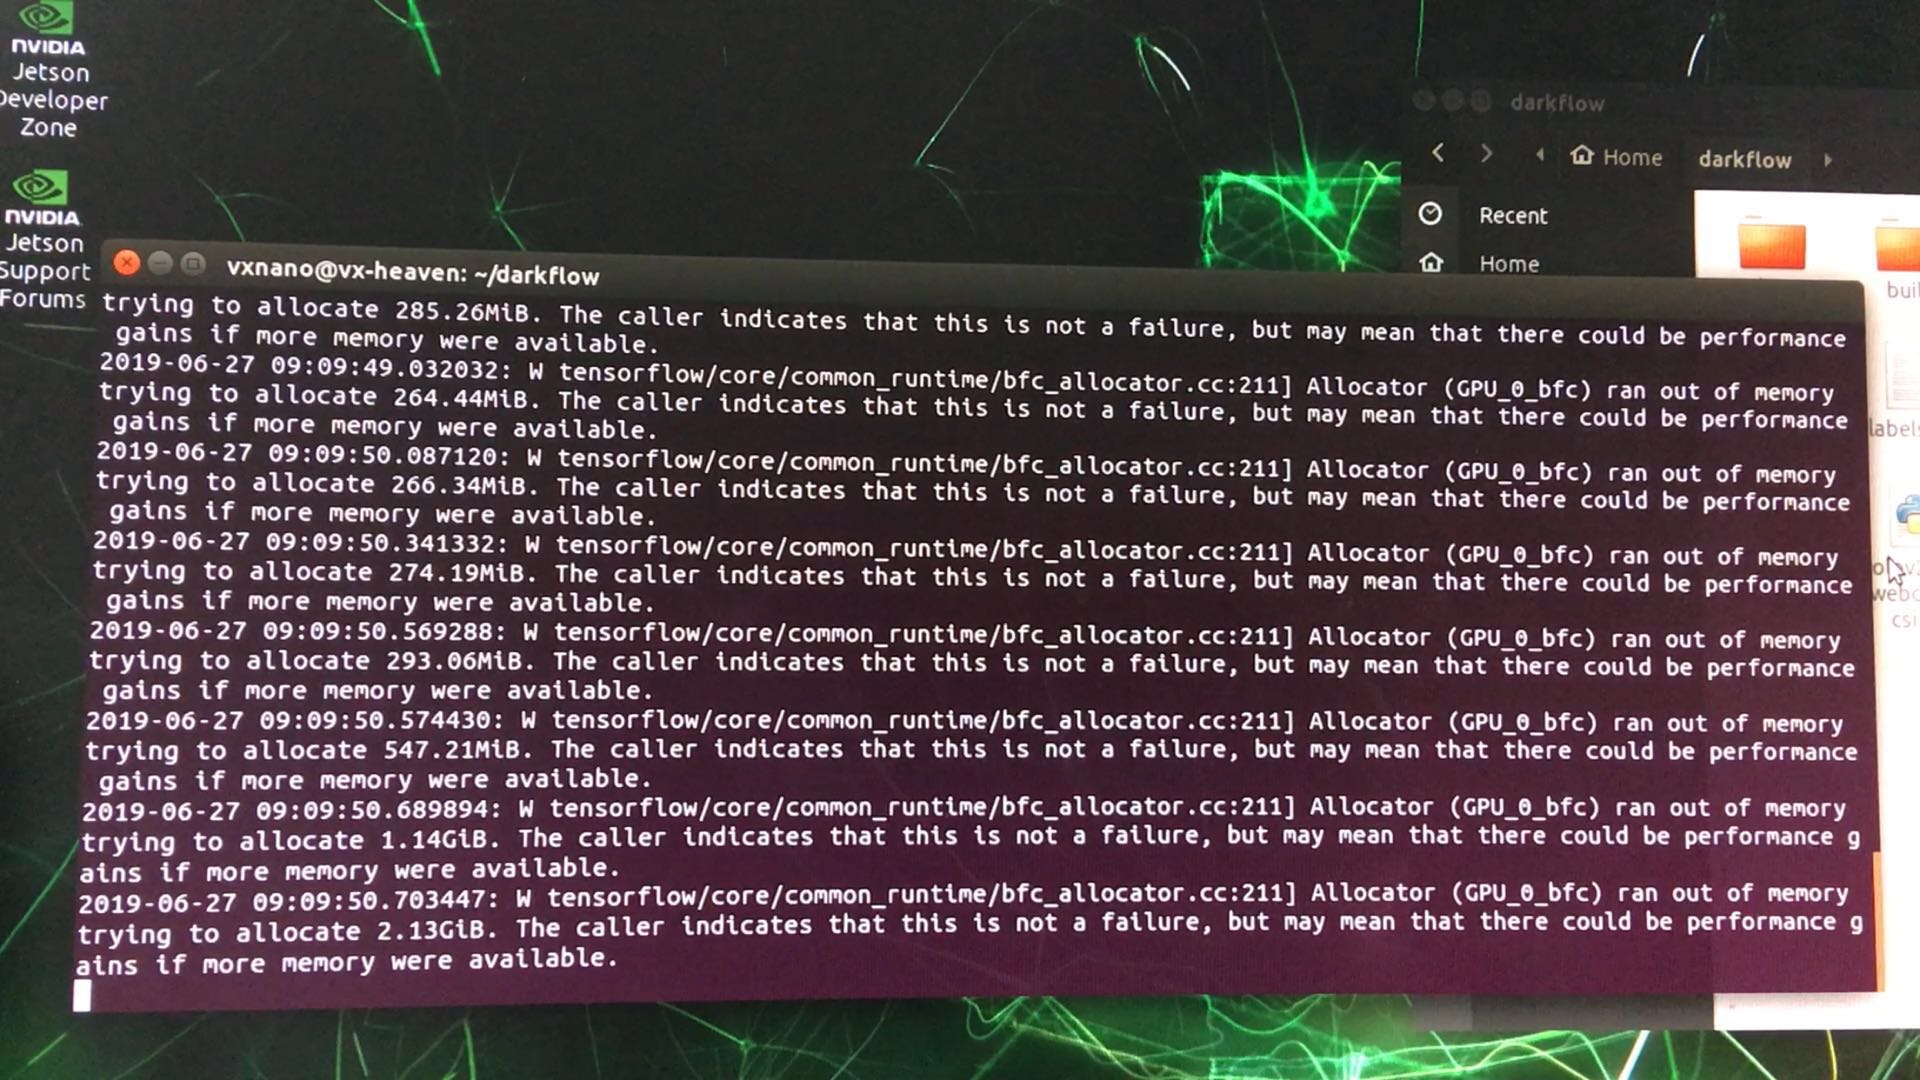 NVIDIA
Jetson
Developer
Zone
NVIDIA
Jetson
Support
Forums
darkflow
Home
darkflow
Recent
Home
vxnano@vx-heaven: ~/darkflow
trying to allocate 285.26MiB. The caller indicates that this is not a failure, but may mean that there could be performance
gains if more memory were available.
2019-06-27 09:09:49.032032: W tensorflow/core/common_runtime/bfc_allocator.cc:211] Allocator (GPU_0_bfc) ran out of memory
trying to allocate 264.44MiB. The caller indicates that this is not a failure, but may mean that there could be performance
gains if more memory were available.
2019-06-27 09:09:50.087120: W tensorflow/core/common_runtime/bfc_allocator.cc:211] Allocator (GPU_0_bfc) ran out of memory
trying to allocate 266.34MiB. The caller indicates that this is not a failure, but may mean that there could be performance
gains if more memory were available.
2019-06-27 09:09:50.341332: W tensorflow/core/common_runtime/bfc_allocator.cc:211] Allocator (GPU_0_bfc) ran out of memory
trying to allocate 274.19MiB. The caller indicates that this is not a failure, but may mean that there could be performance
gains if more memory were available.
2019-06-27 09:09:50.569288: W tensorflow/core/common_runtime/bfc_allocator.cc:211] Allocator (GPU_0_bfc) ran out of memory
trying to allocate 293.06MiB. The caller indicates that this is not a failure, but may mean that there could be performance
gains if more memory were available.
2019-06-27 09:09:50.574430: W tensorflow/core/common_runtime/bfc_allocator.cc:211] Allocator (GPU_0_bfc) ran out of memory
trying to allocate 547.21MiB. The caller indicates that this is not a failure, but may mean that there could be performance
gains if more memory were available.
2019-06-27 09:09:50.689894: W tensorflow/core/common_runtime/bfc_allocator.cc:211] Allocator (GPU_0_bfc) ran out of memory
trying to allocate 1.14GiB. The caller indicates that this is not a failure, but may mean that there could be performance g
ains if more memory were available.
2019-06-27 09:09:50.703447: W tensorflow/core/common_runtime/bfc_allocator.cc:211] Allocator (GPU_0_bfc) ran out of memory
trying to allocate 2.13GiB. The caller indicates that this is not a failure, but may mean that there could be performance g
ains if more memory were available.
buil
labels
csi